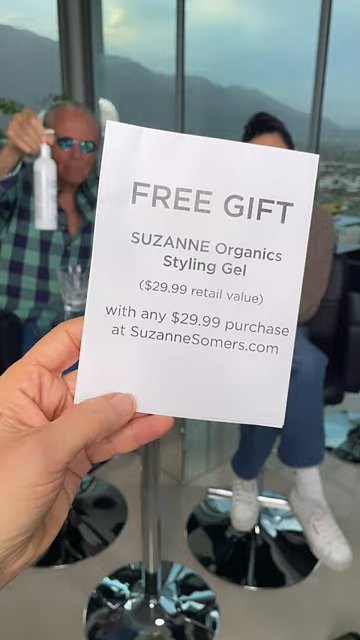 FREE GIFT
SUZANNE Organics
Styling Gel
($29.99 retail value)
with any $29.99 purchase
at SuzanneSomers.com